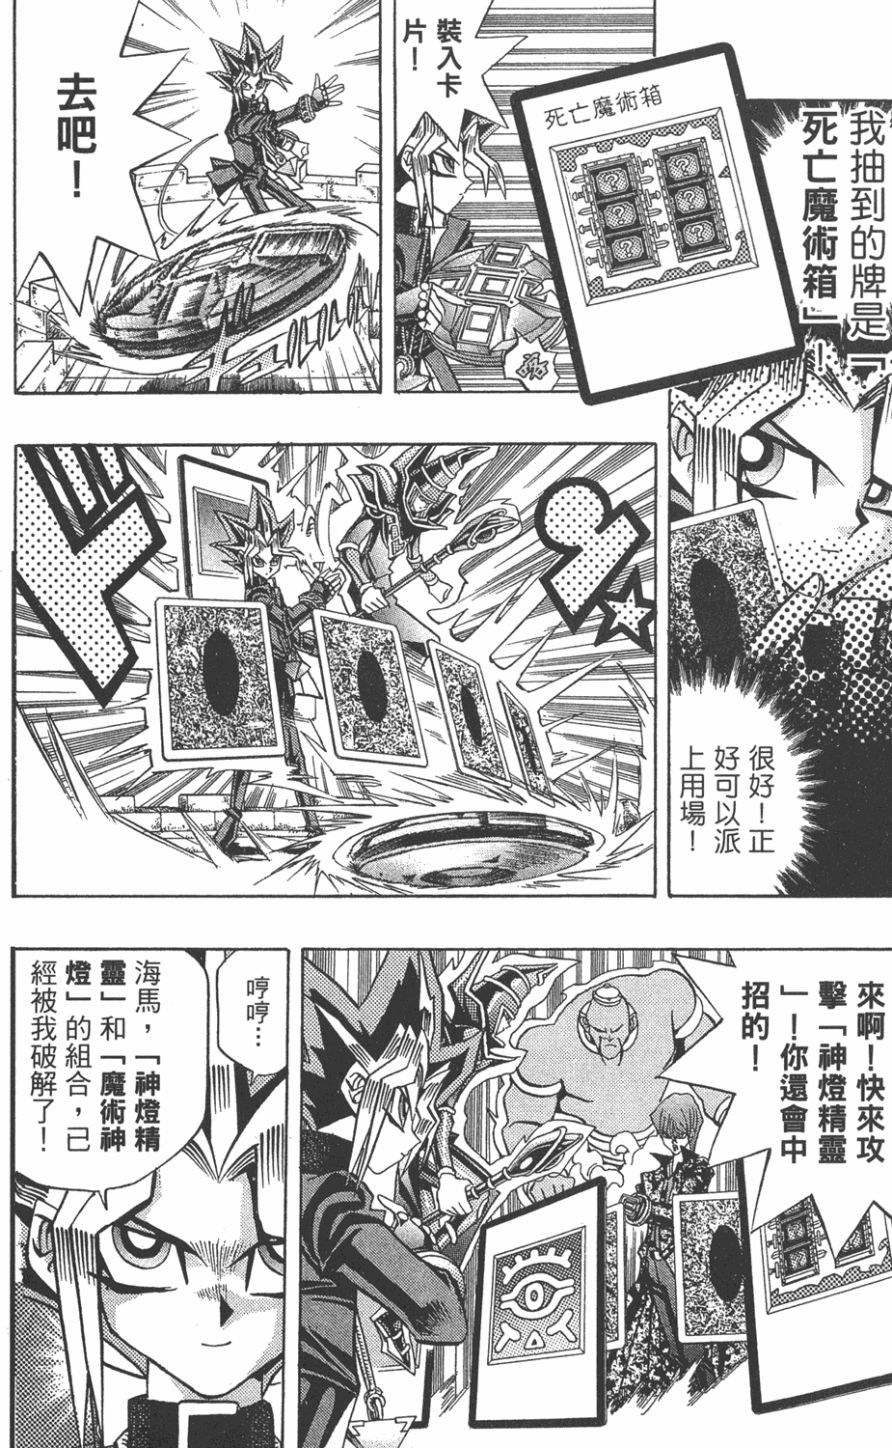 我抽到的牌是「
死亡魔術箱」！
死亡魔術箱
裝入卡
片！
去吧！
很好！正
好可以派
上用場！
來啊！快來攻
擊「神燈精靈
」！你還會中
招的！
哼哼…
海馬，「神燈精
靈」和「魔術神
燈」的組合，已
經被我破解了！